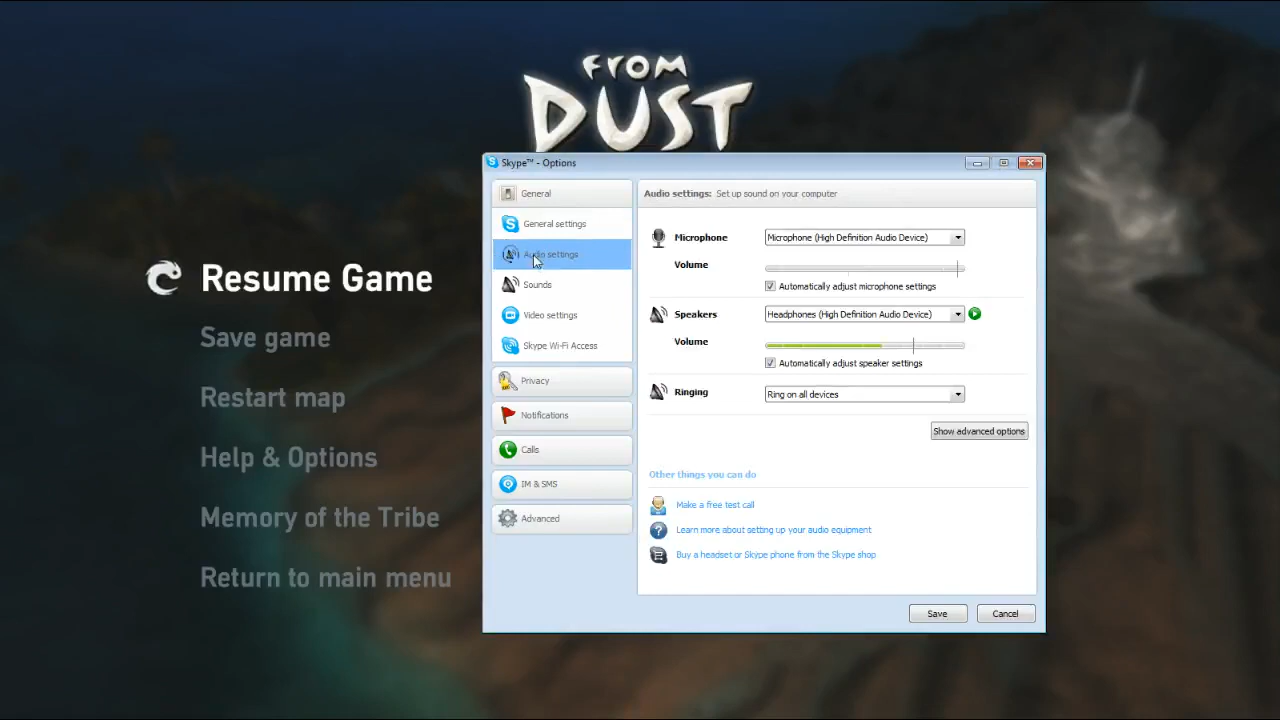 FROM
DUST
Resume Game
Save game
Restart map
Help & Options
Memory of the Tribe
Return to main menu
Skype™ - Options
General
General settings
Audio settings
Sounds
Video settings
Skype Wi-Fi Access
Privacy
Notifications
Calls
IM & SMS
Advanced
Audio settings: Set up sound on your computer
Microphone Microphone (High Definition Audio Device)
Volume
Automatically adjust microphone settings
Speakers Headphones (High Definition Audio Device)
Volume
Automatically adjust speaker settings
Ringing Ring on all devices
Show advanced options
Other things you can do
Make a free test call
Learn more about setting up your audio equipment
Buy a headset or Skype phone from the Skype shop
Save Cancel